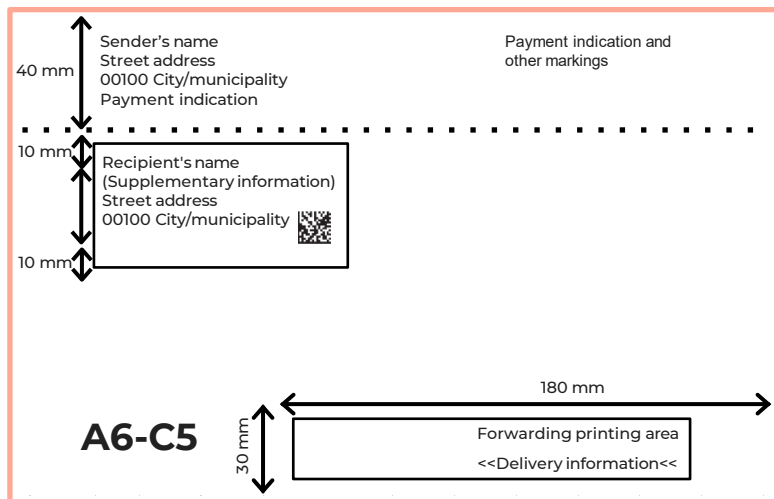 Sender's name
Street address
00100 City/municipality
Payment indication
Payment indication and
other markings
40 mm
10 mm
Recipient's name
(Supplementary information)
Street address
00100 City/municipality
10 mm
180 mm
A6-C5
30 mm
Forwarding printing area
<<Delivery information<<